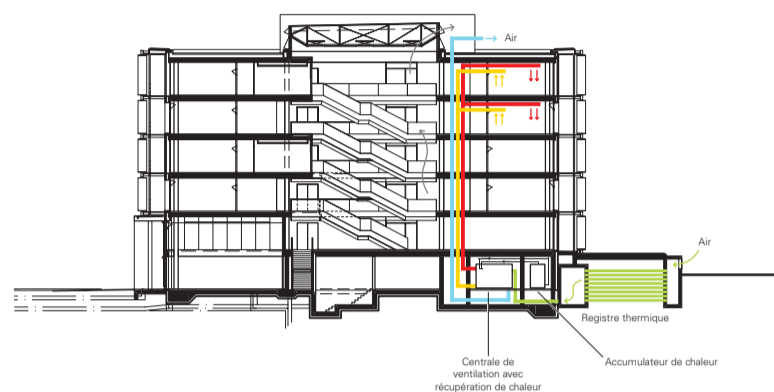 Air
Air
Registre thermique
Accumulateur de chaleur
Centrale de
ventilation avec
récupération de chaleur